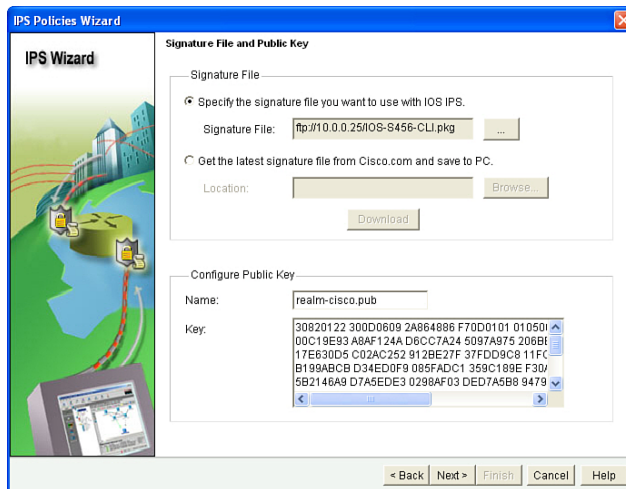 IPS Policies Wizard
IPS Wizard
Signature File and Public Key
Signature File
Specify the signature file you want to use with IOS IPS.
Signature File: ftp://10.0.0.25/IOS-S456-CLI.pkg ...
Get the latest signature file from Cisco.com and save to PC.
Location: Browse...
Download
Configure Public Key
Name: realm-cisco.pub
Key:
30820122 300D0609 2A864886 F70D0101 01050
00C19E93 A8AF124A D6CC7A24 5097A975 206BE
17E630D5 C02AC252 912BE27F 37FDD9C8 11FC
B199ABCB D34ED0F9 085FADC1 359C189E F30A
5B2146A9 D7A5EDE3 0298AF03 DED7A5B8 9479
< Back Next > Finish Cancel Help